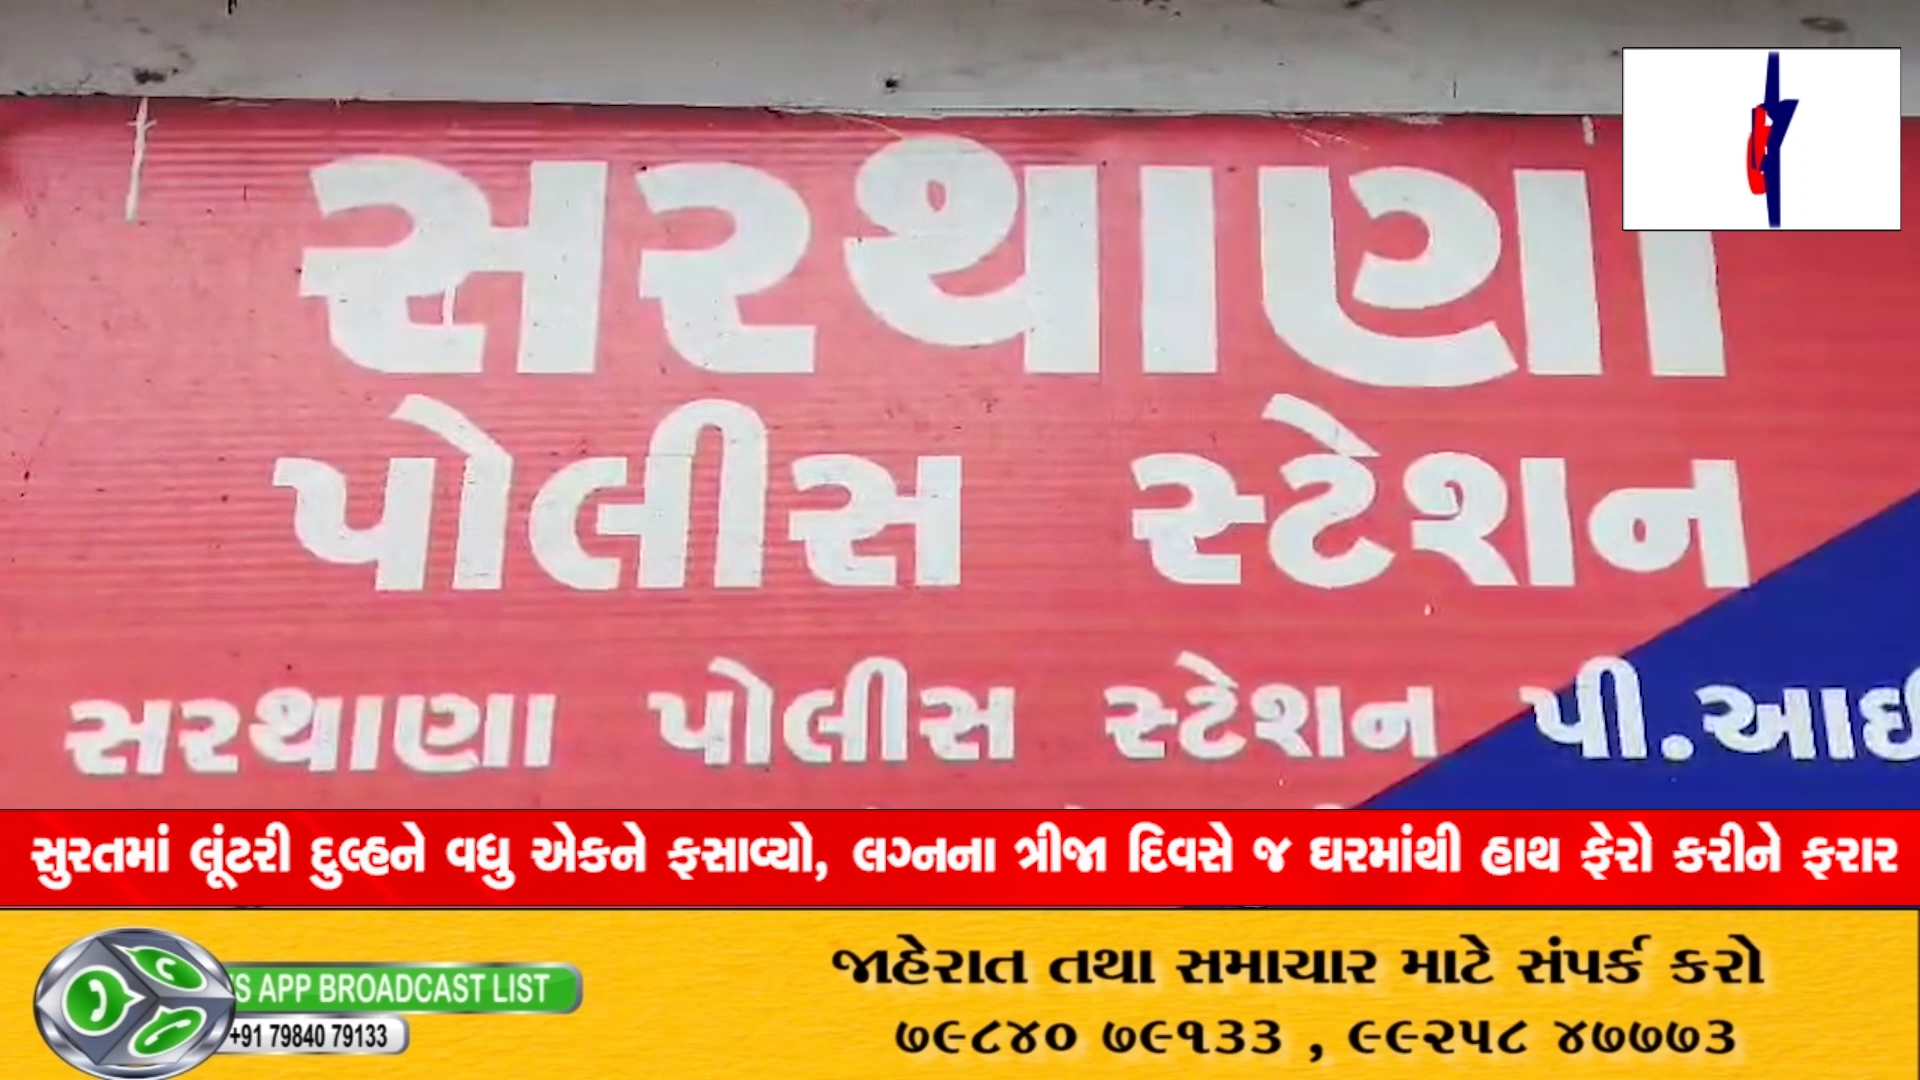 સરથાણા
પોલીસ સ્ટેશન
સરથાણા પોલીસ સ્ટેશન પી.આઈ
સુરતમાં લૂંટરી દુલ્હને વધુ એકને ફસાવ્યો, લગ્નના ત્રીજા દિવસે જ ઘરમાંથી હાથ ફેરો કરીને ફરાર
S APP BROADCAST LIST
+91 79840 79133
જાહેરાત તથા સમાચાર માટે સંપર્ક કરો
૭૯૮૪૦ ૭૯૧૩૩ , ૯૯૨૫૮ ૪૭૭૭૩